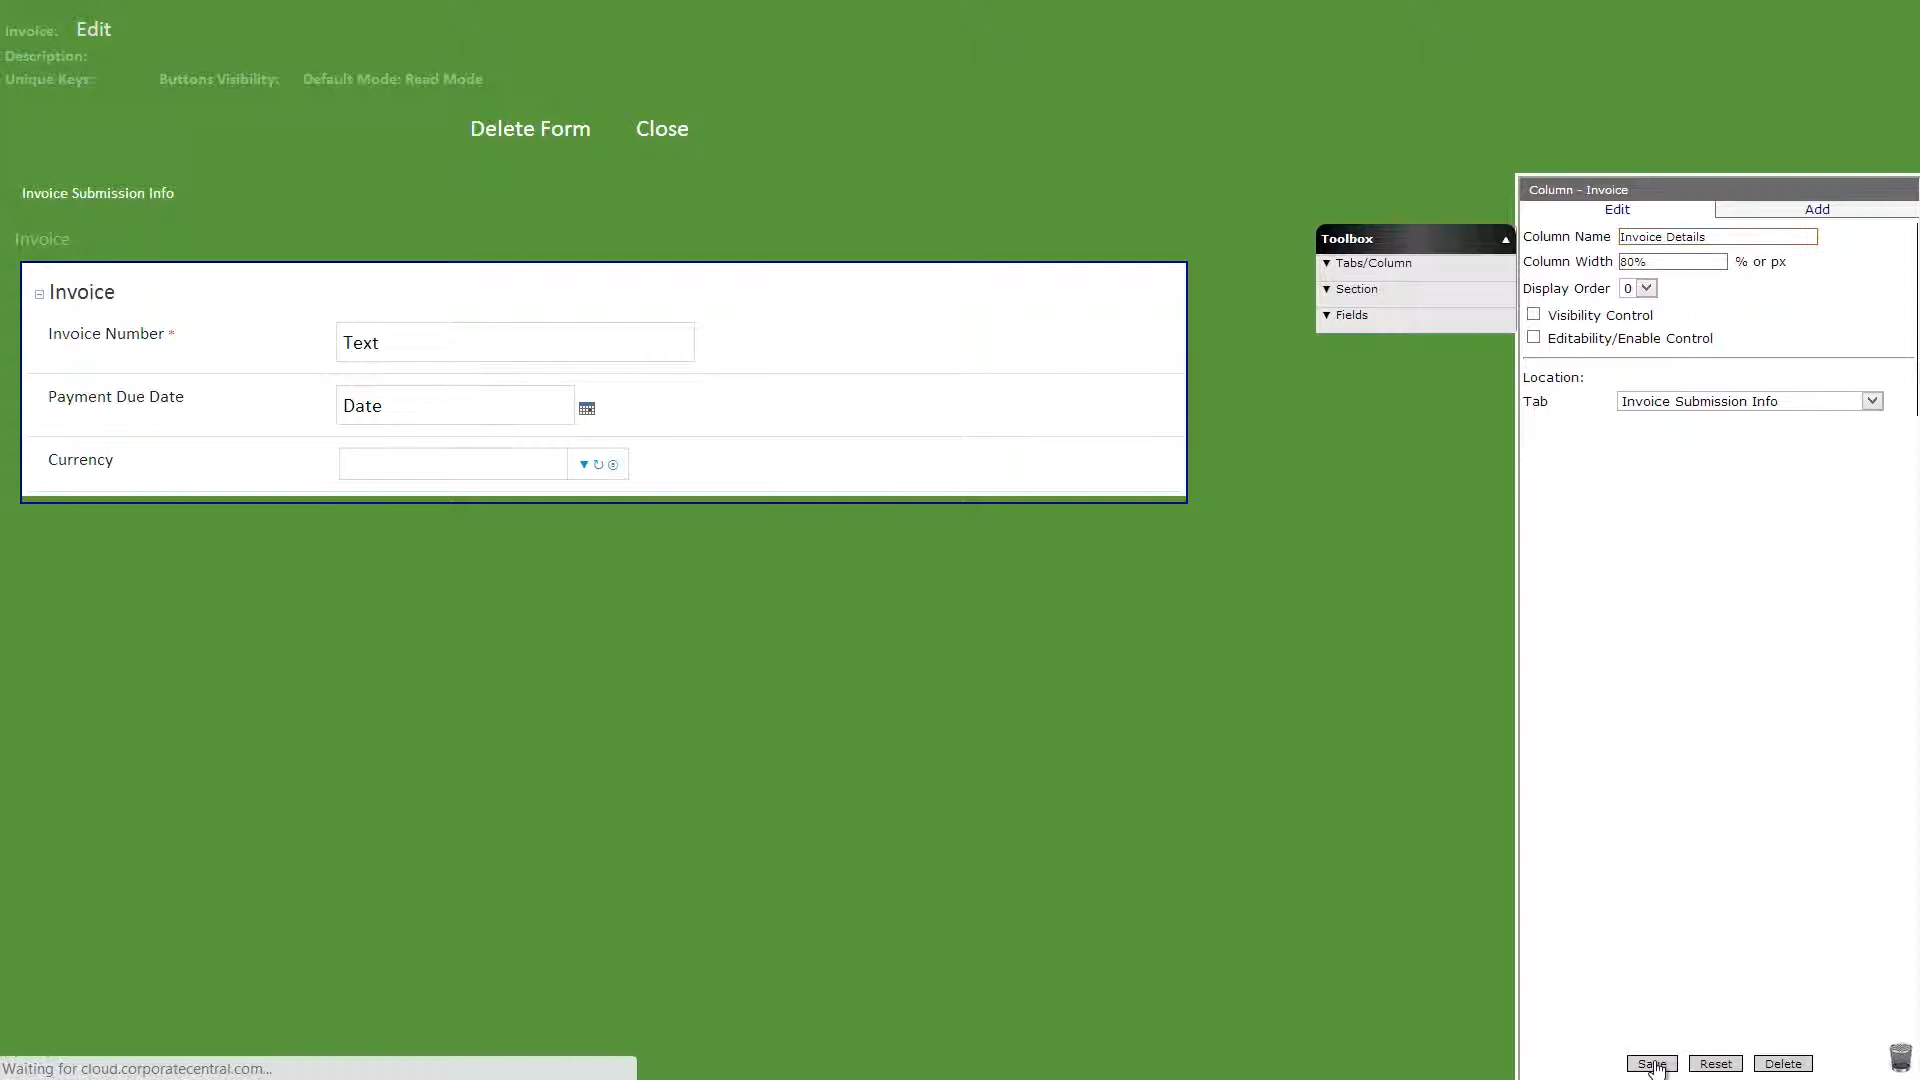 Invoice: Edit
Description:
Unique Keys: Buttons Visibility: Default Mode: Read Mode
Delete Form Close
Invoice Submission Info
Invoice
Invoice
Invoice Number *
Text
Payment Due Date
Date
Currency
Toolbox
Tabs/Column
Section
Fields
Column - Invoice
Edit Add
Column Name Invoice Details
Column Width 80% % or px
Display Order 0
Visibility Control
Editability/Enable Control
Location:
Tab Invoice Submission Info
Save Reset Delete
Waiting for cloud.corporatecentral.com...